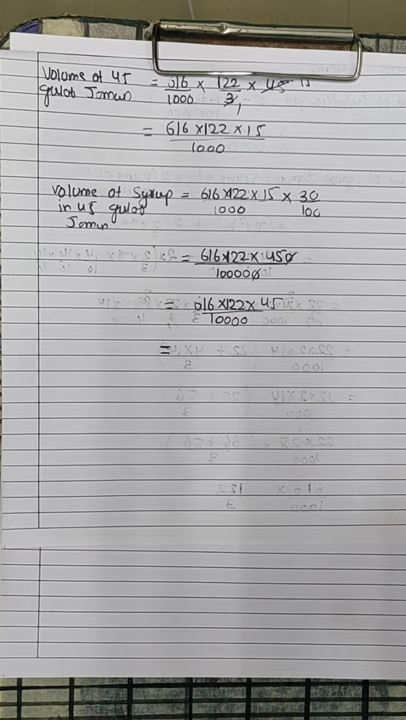 Volume of 45 gulab Jamun = 616/1000 × 122/3 × 45 15
1
= 616×122×15/1000
Volume of Syrup in 45 gulab Jamun = 616×122×15/1000 × 30/100
= 616×122×450/100000
= 616×122×45/10000
=